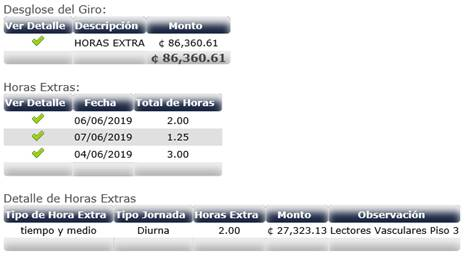 Desglose del Giro:
Ver Detalle Descripción Monto
HORAS EXTRA ₡ 86,360.61
₡ 86,360.61
Horas Extras:
Ver Detalle Fecha Total de Horas
06/06/2019 2.00
07/06/2019 1.25
04/06/2019 3.00
Detalle de Horas Extras
Tipo de Hora Extra Tipo Jornada Horas Extra Monto Observación
tiempo y medio Diurna 2.00 ₡ 27,323.13 Lectores Vasculares Piso 3